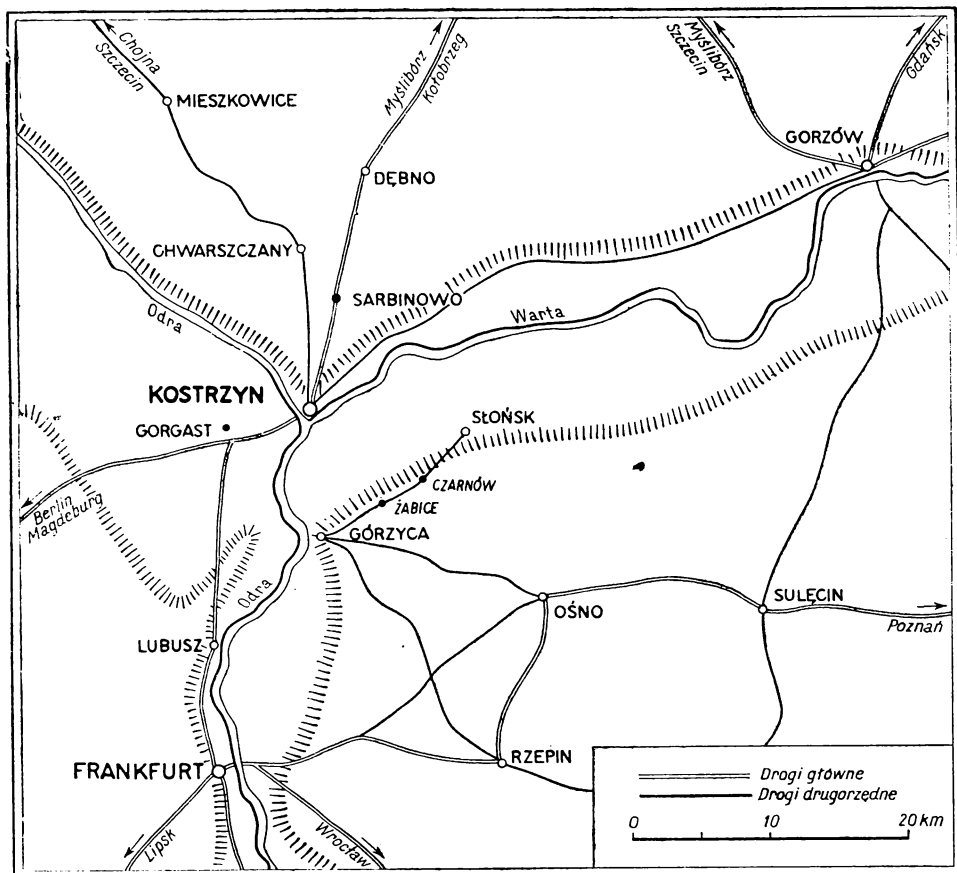 Chojna
Szczecin
MIESZKOWICE
Myślibórz
Kołobrzeg
Myślibórz
Szczecin
Gdańsk
GORZÓW
DĘBNO
CHWARSZCZANY
SARBINOWO
Odra
Warta
KOSTRZYN
GORGAST
SŁOŃSK
CZARNÓW
ŻABICE
Berlin
Magdeburg
GÓRZYCA
Odra
OŚNO
SULĘCIN
Poznań
LUBUSZ
RZEPIN
FRANKFURT
Lipsk
Wrocław
Drogi główne
Drogi drugorzędne
0 10 20 km